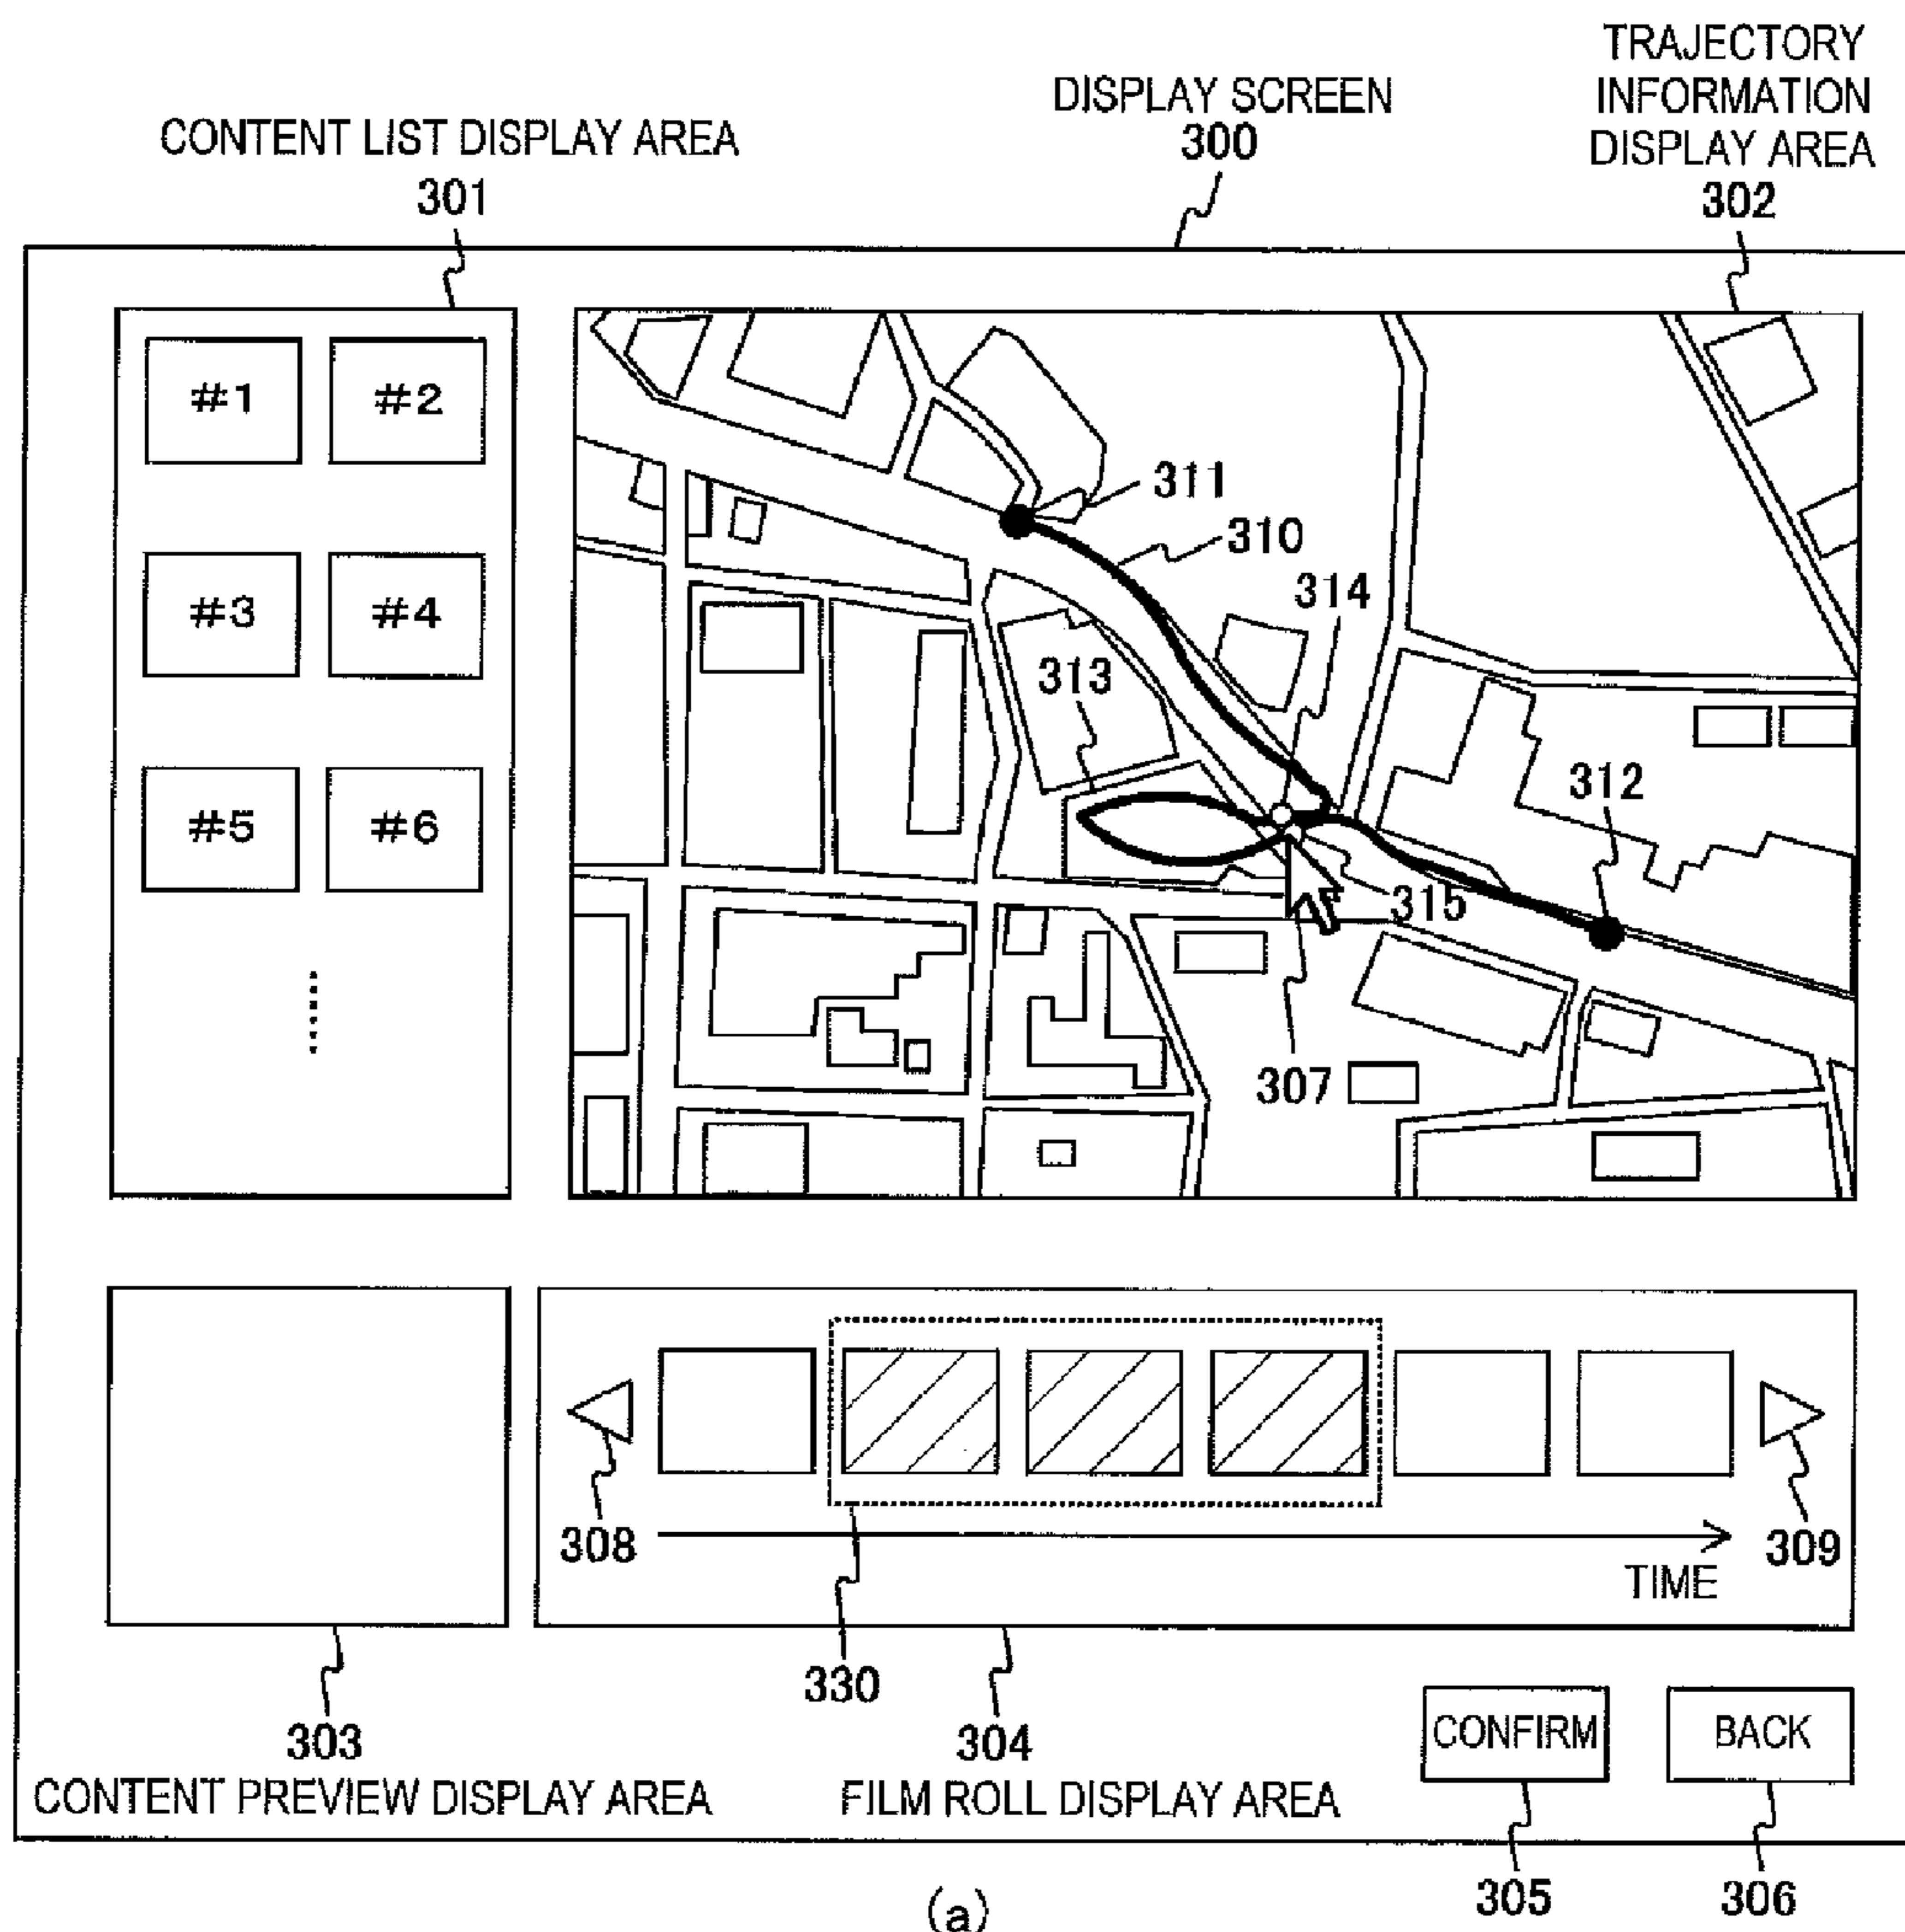 TRAJECTORY
INFORMATION
DISPLAY AREA
302
DISPLAY SCREEN
300
CONTENT LIST DISPLAY AREA
301
#1 #2
#3 #4
#5 #6
311
310
314
313
312
315
307
308
309
TIME
330
303
CONTENT PREVIEW DISPLAY AREA
304
FILM ROLL DISPLAY AREA
CONFIRM
BACK
305
306
(a)